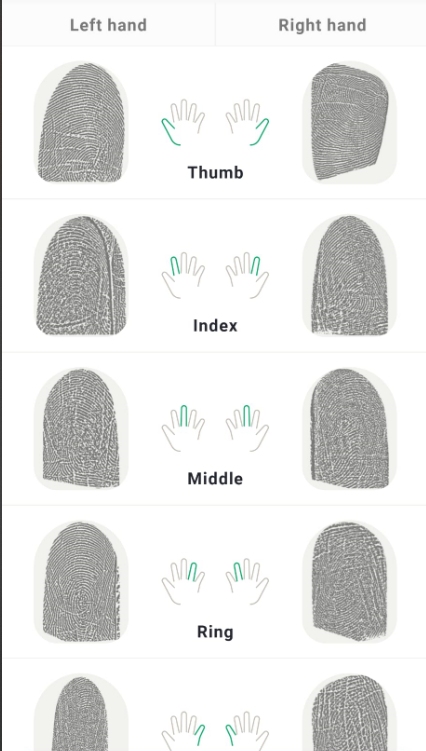 Left hand
Right hand
Thumb
Index
Middle
Ring